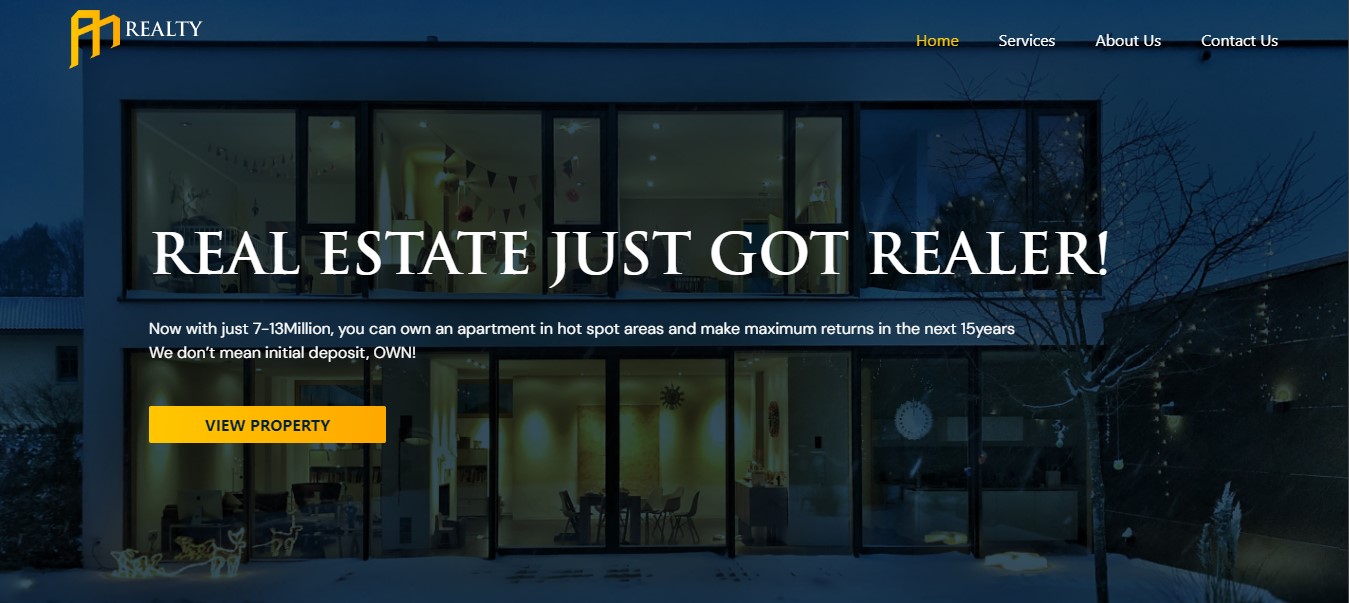 REALTY
Home Services About Us Contact Us
REAL ESTATE JUST GOT REALER!
Now with just 7-13Million, you can own an apartment in hot spot areas and make maximum returns in the next 15years
We don’t mean initial deposit, OWN!
VIEW PROPERTY